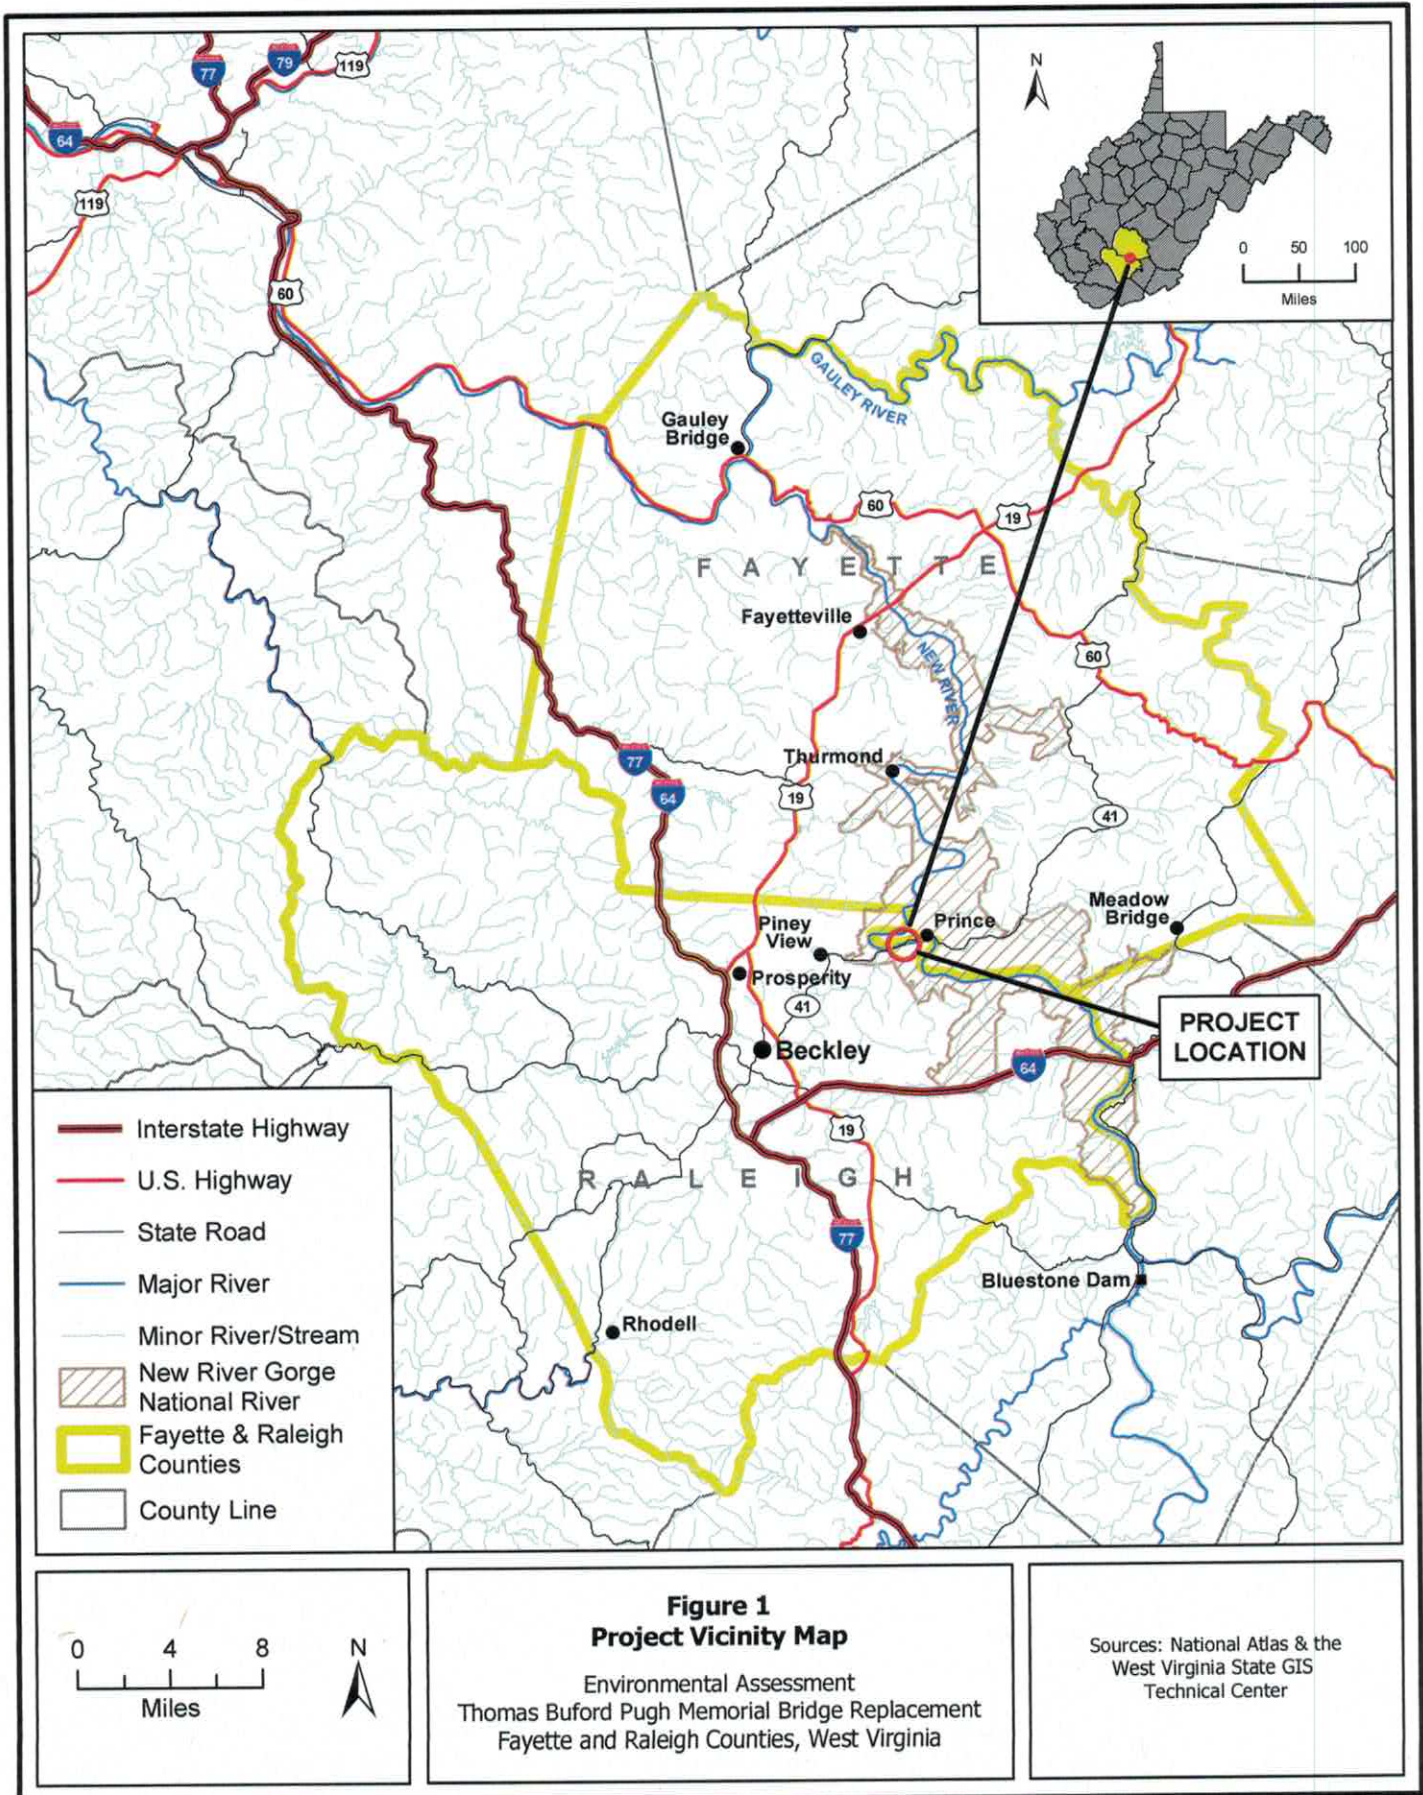 77
79
119
64
119
60
N
0 50 100
Miles
GAULEY RIVER
Gauley
Bridge
60
19
FAYETTE
Fayetteville
NEW RIVER
60
Thurmond
77
64
19
41
Meadow
Bridge
Prince
Piney
View
Prosperity
41
PROJECT
LOCATION
Beckley
64
19
RALEIGH
77
Bluestone Dam
Rhodell
Interstate Highway
U.S. Highway
State Road
Major River
Minor River/Stream
New River Gorge
National River
Fayette & Raleigh
Counties
County Line
0 4 8
Miles
N
Figure 1
Project Vicinity Map
Environmental Assessment
Thomas Buford Pugh Memorial Bridge Replacement
Fayette and Raleigh Counties, West Virginia
Sources: National Atlas & the
West Virginia State GIS
Technical Center